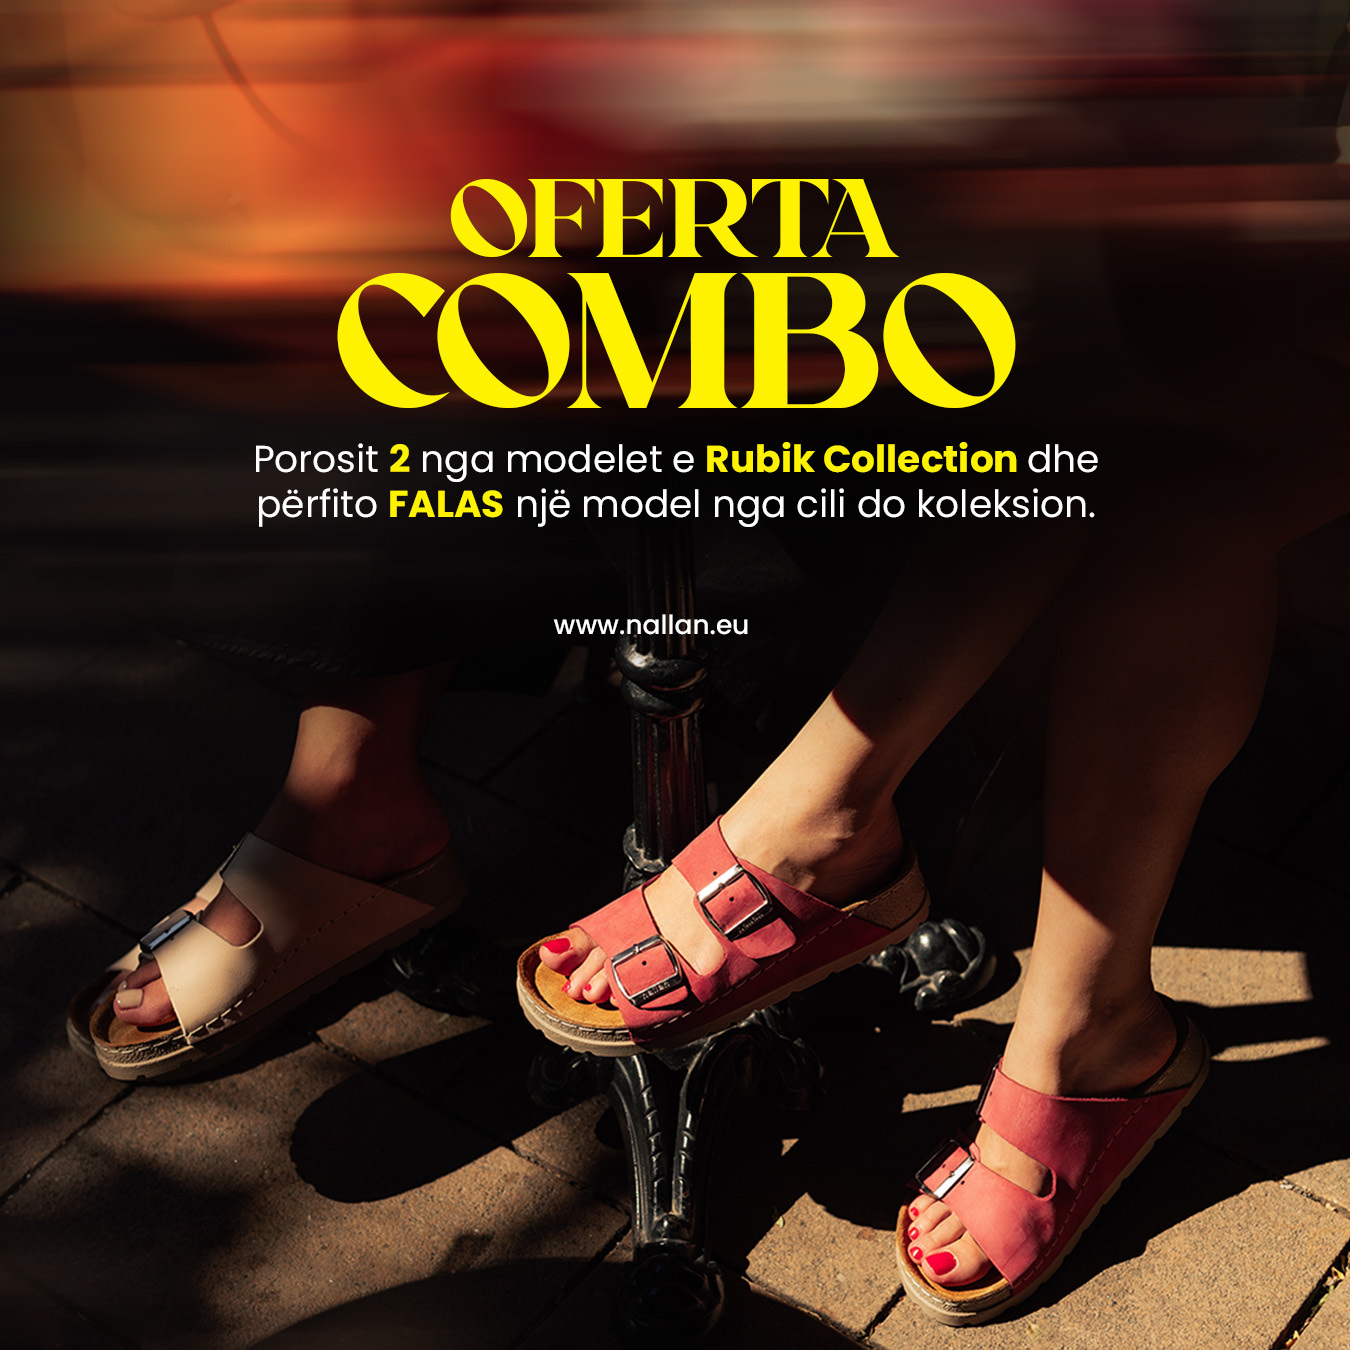 OFERTA
COMBO
Porosit 2 nga modelet e Rubik Collection dhe
përfito FALAS një model nga cili do koleksion.
www.nallan.eu